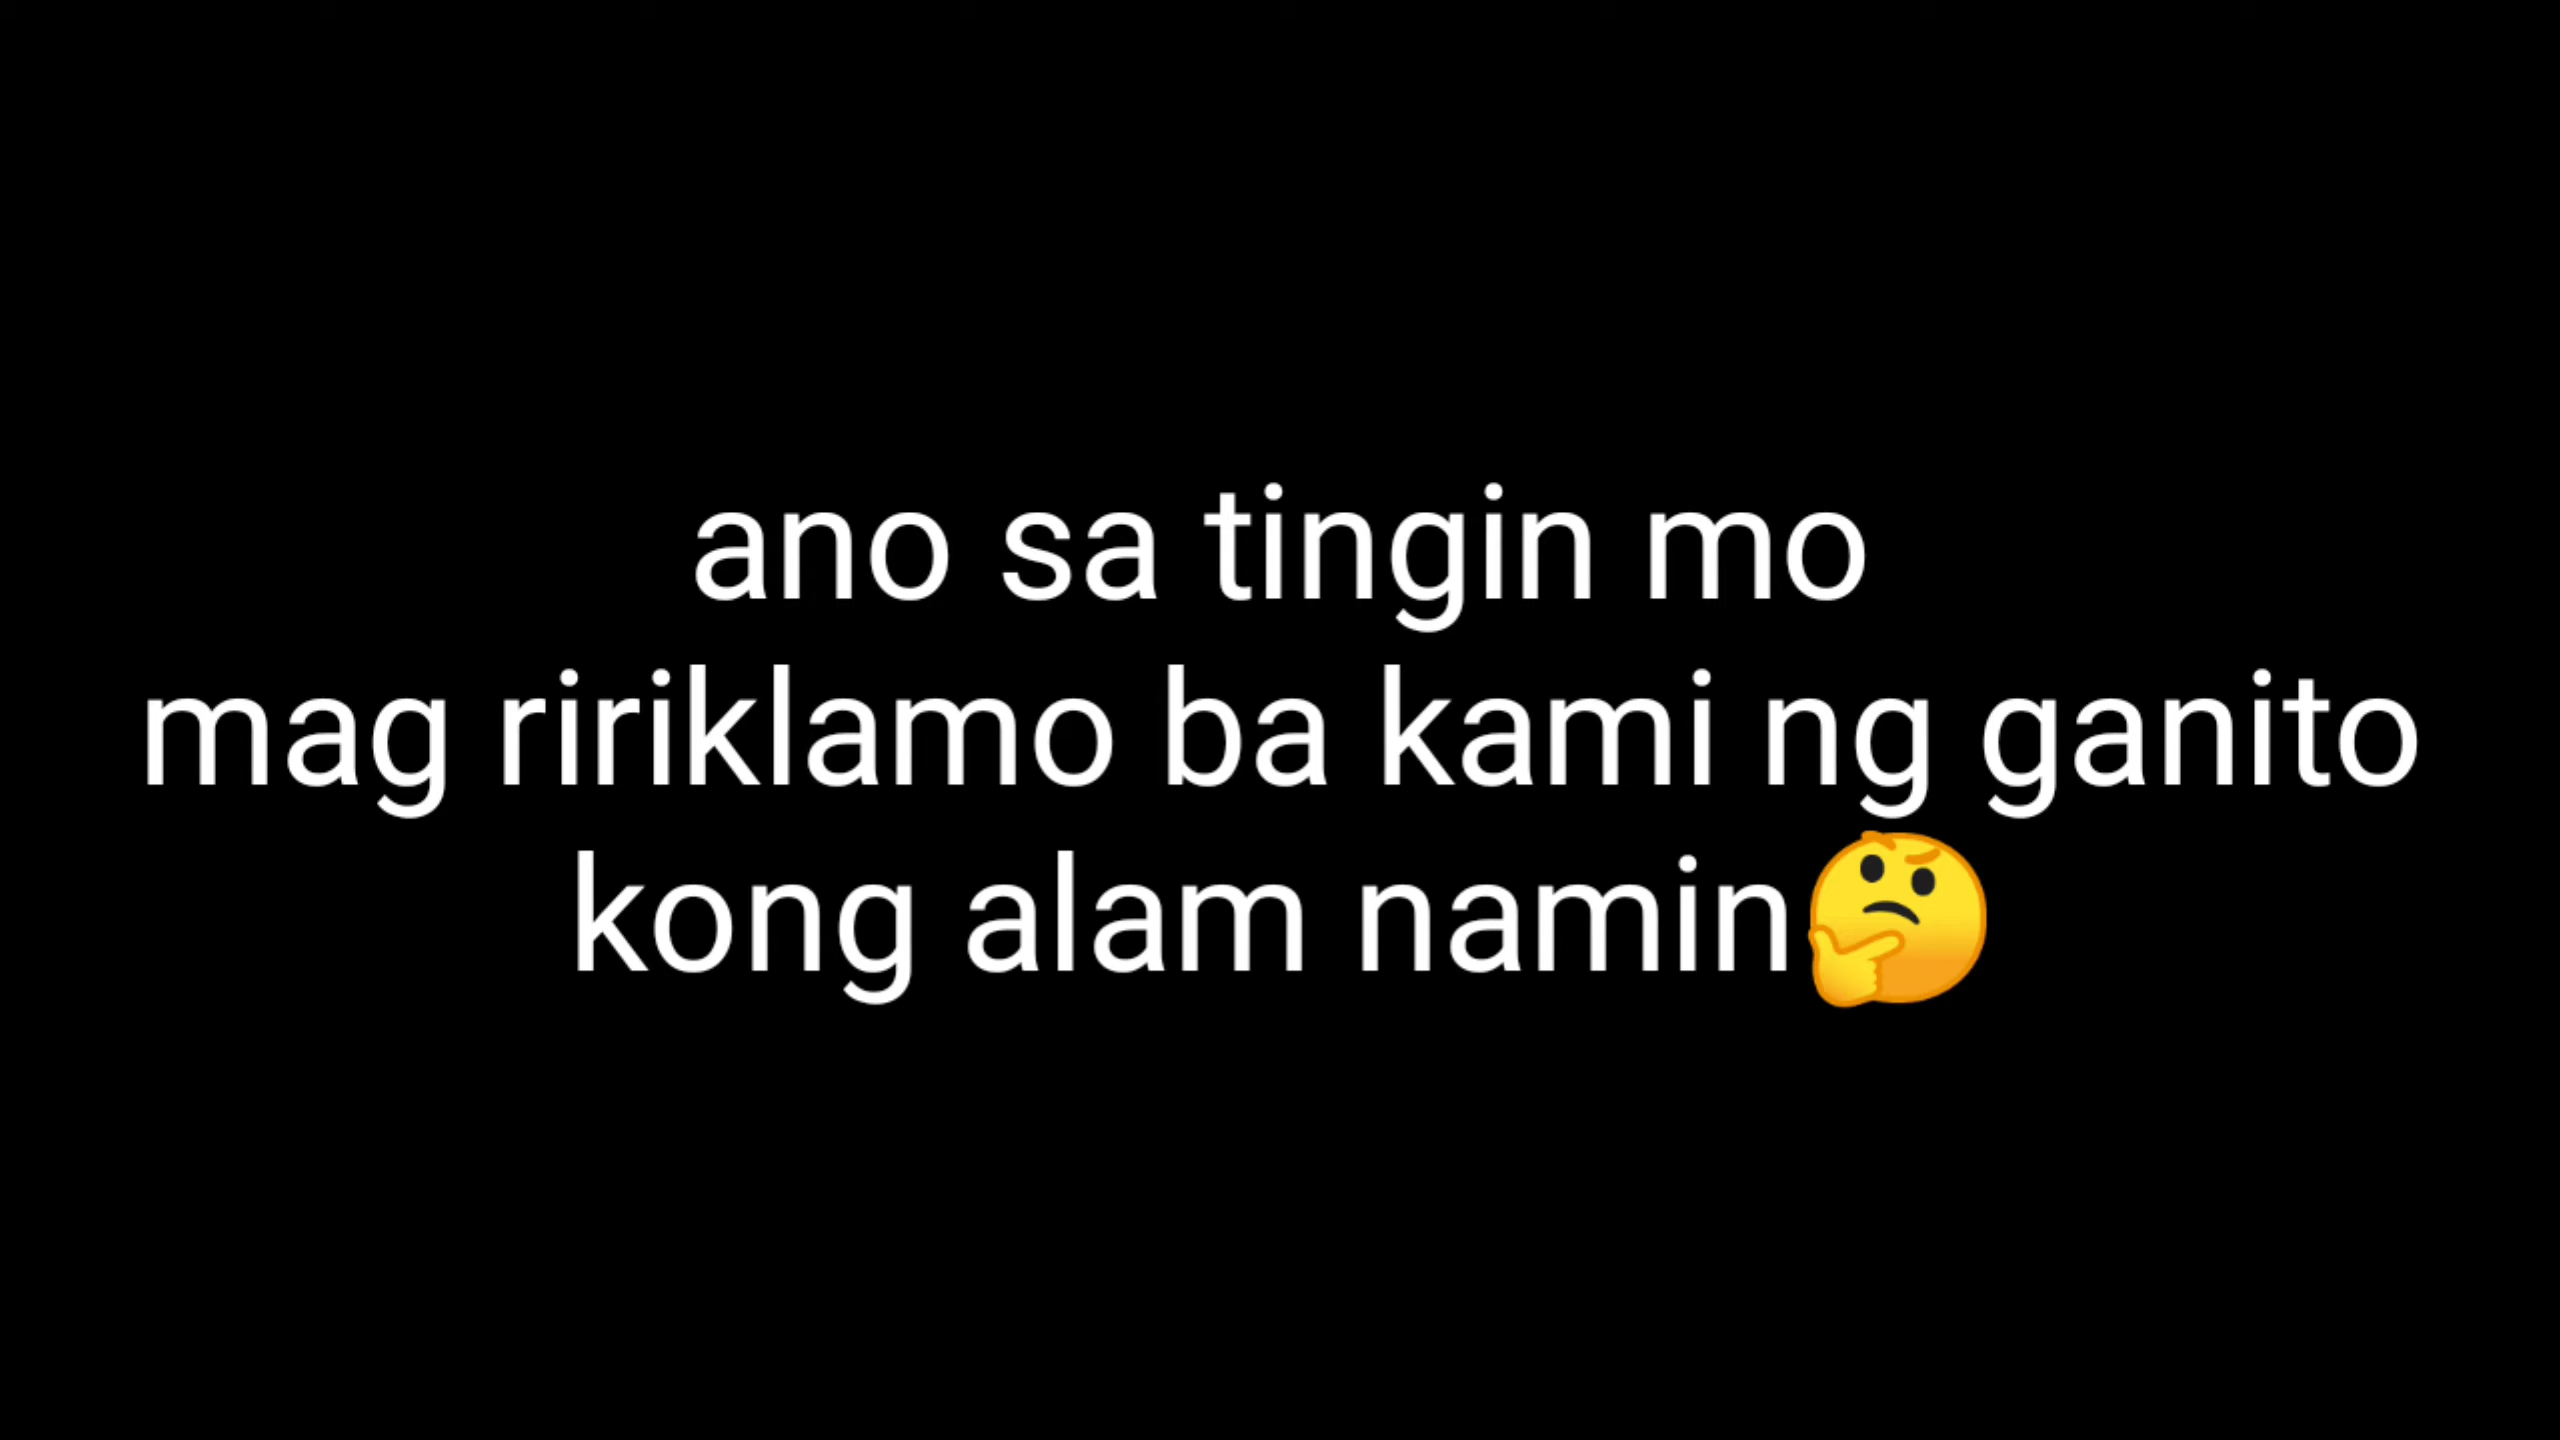 ano sa tingin mo
mag ririklamo ba kami ng ganito
kong alam namin🤔